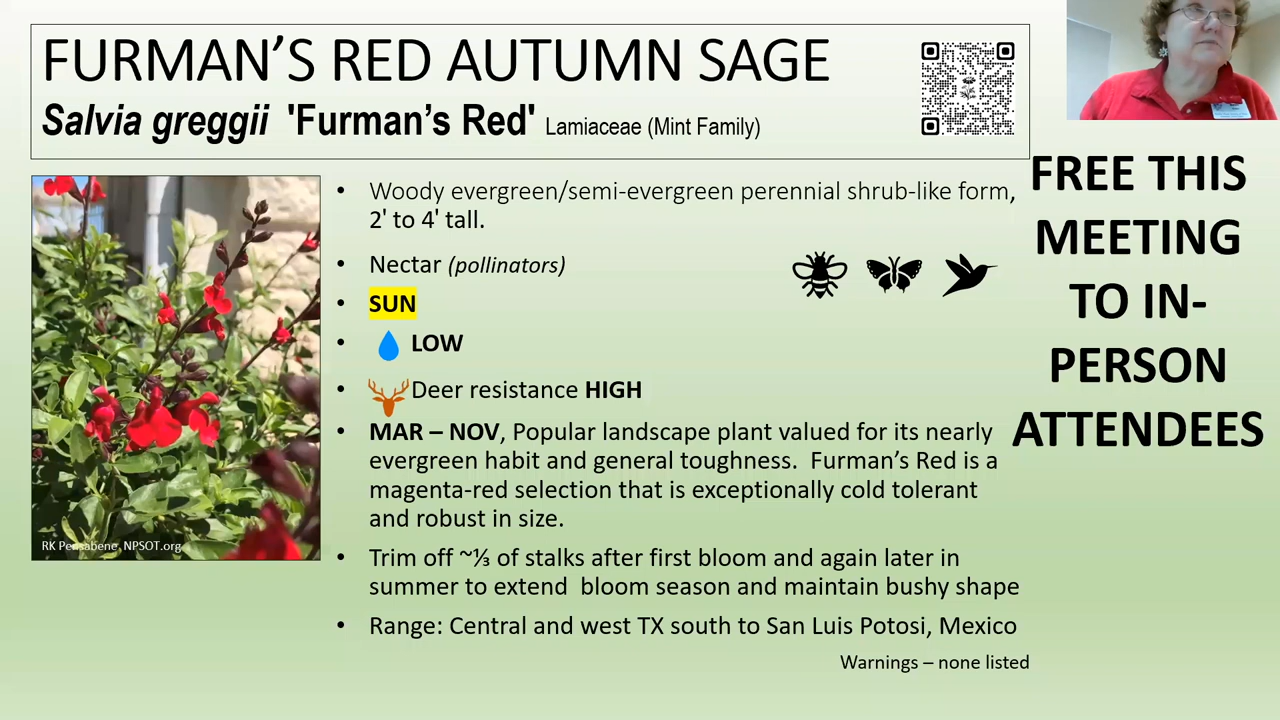 FURMAN’S RED AUTUMN SAGE
Salvia greggii 'Furman’s Red' Lamiaceae (Mint Family)
• Woody evergreen/semi-evergreen perennial shrub-like form,
2' to 4' tall.
• Nectar (pollinators)
• SUN
• LOW
• Deer resistance HIGH
• MAR – NOV, Popular landscape plant valued for its nearly
evergreen habit and general toughness. Furman’s Red is a
magenta-red selection that is exceptionally cold tolerant
and robust in size.
• Trim off ~⅓ of stalks after first bloom and again later in
summer to extend bloom season and maintain bushy shape
• Range: Central and west TX south to San Luis Potosi, Mexico
Warnings – none listed
RK Pensabene, NPSOT.org
FREE THIS
MEETING
TO IN-
PERSON
ATTENDEES